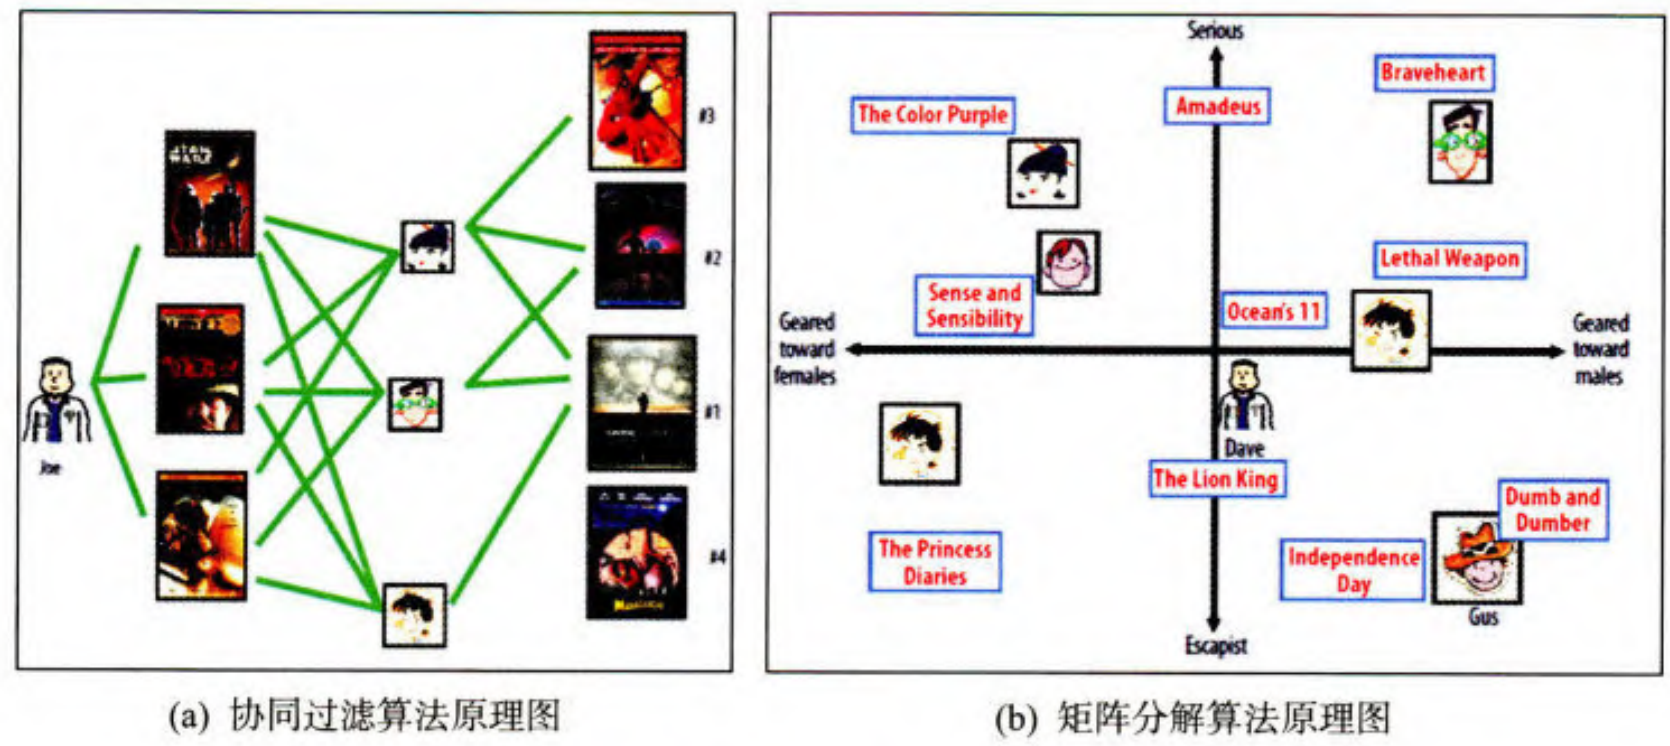 STAR
WARS
#3
#2
#1
#4
Joe
Serious
Braveheart
The Color Purple
Amadeus
Lethal Weapon
Sense and
Sensibility
Ocean's 11
Geared
toward
females
Geared
toward
males
Dave
The Lion King
Dumb and
Dumber
The Princess
Diaries
Independence
Day
Gus
Escapist
(a) 协同过滤算法原理图
(b) 矩阵分解算法原理图